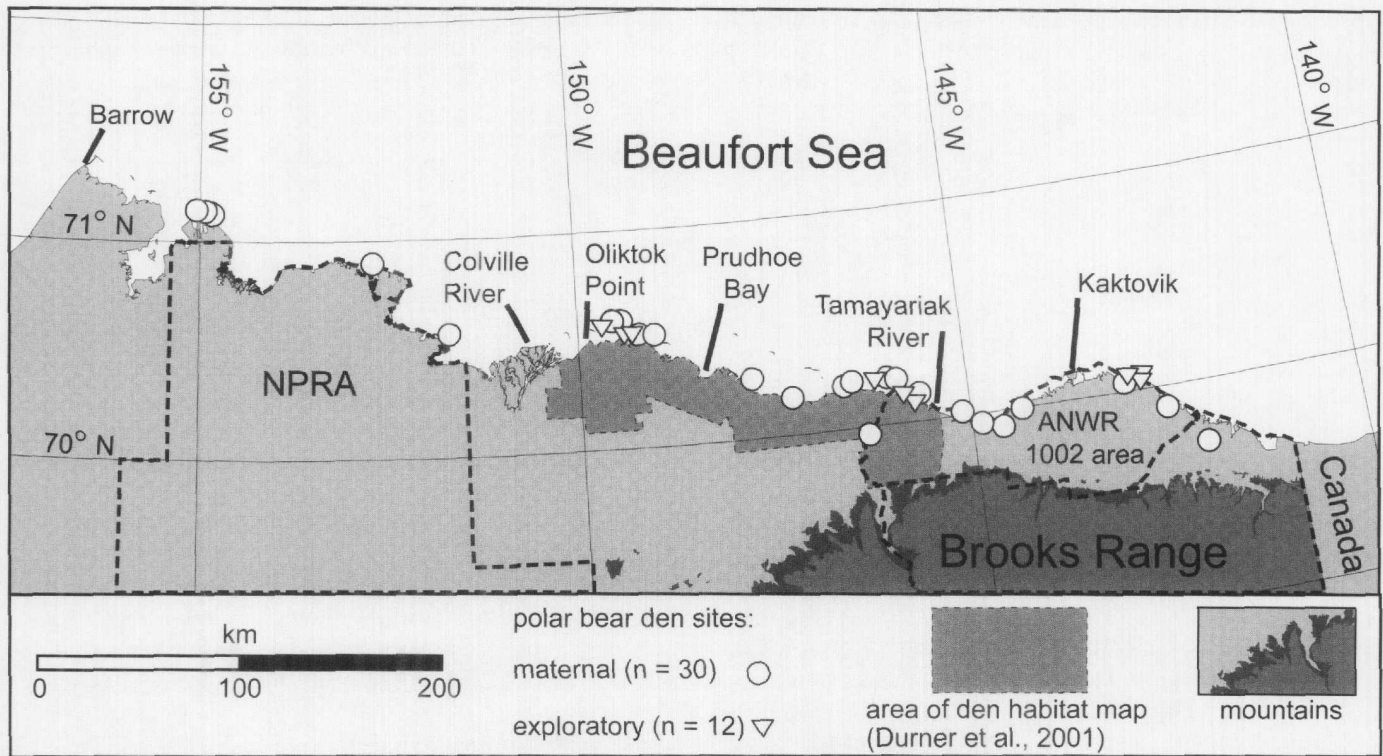 155° W
150° W
145° W
140° W
Barrow
Beaufort Sea
71° N
Colville
River
Oliktok
Point
Prudhoe
Bay
Tamayariak
River
Kaktovik
NPRA
70° N
ANWR
1002 area
Brooks Range
Canada
km
0
100
200
polar bear den sites:
maternal (n = 30)
exploratory (n = 12)
area of den habitat map
(Durner et al., 2001)
mountains